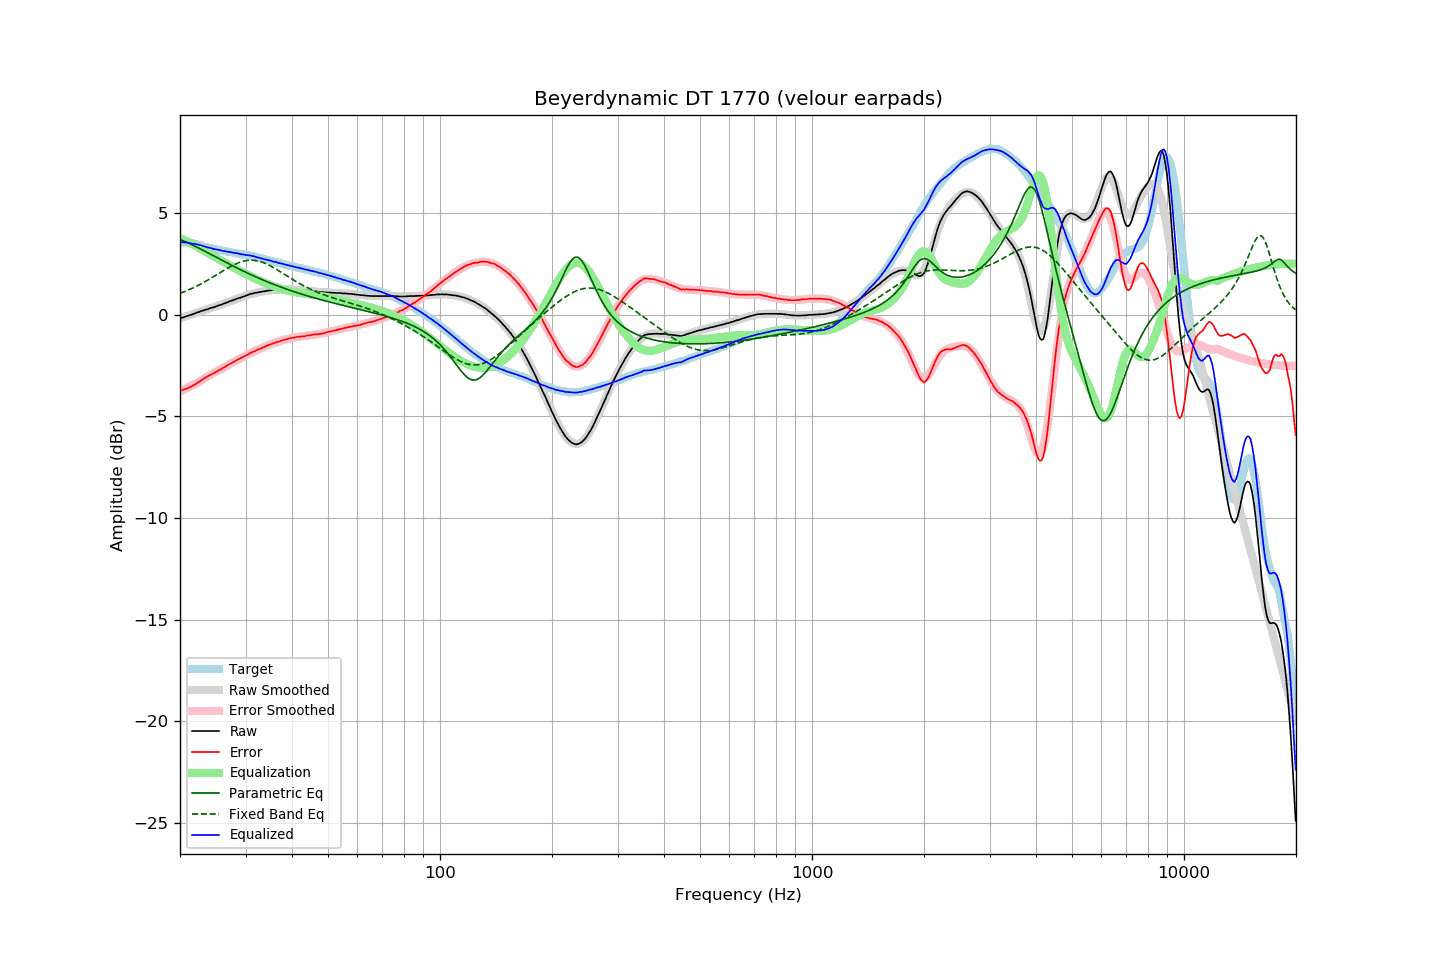 Beyerdynamic DT 1770 (velour earpads)
Amplitude (dBr)
5
0
−5
−10
−15
−20
−25
Target
Raw Smoothed
Error Smoothed
Raw
Error
Equalization
Parametric Eq
Fixed Band Eq
Equalized
100
1000
10000
Frequency (Hz)